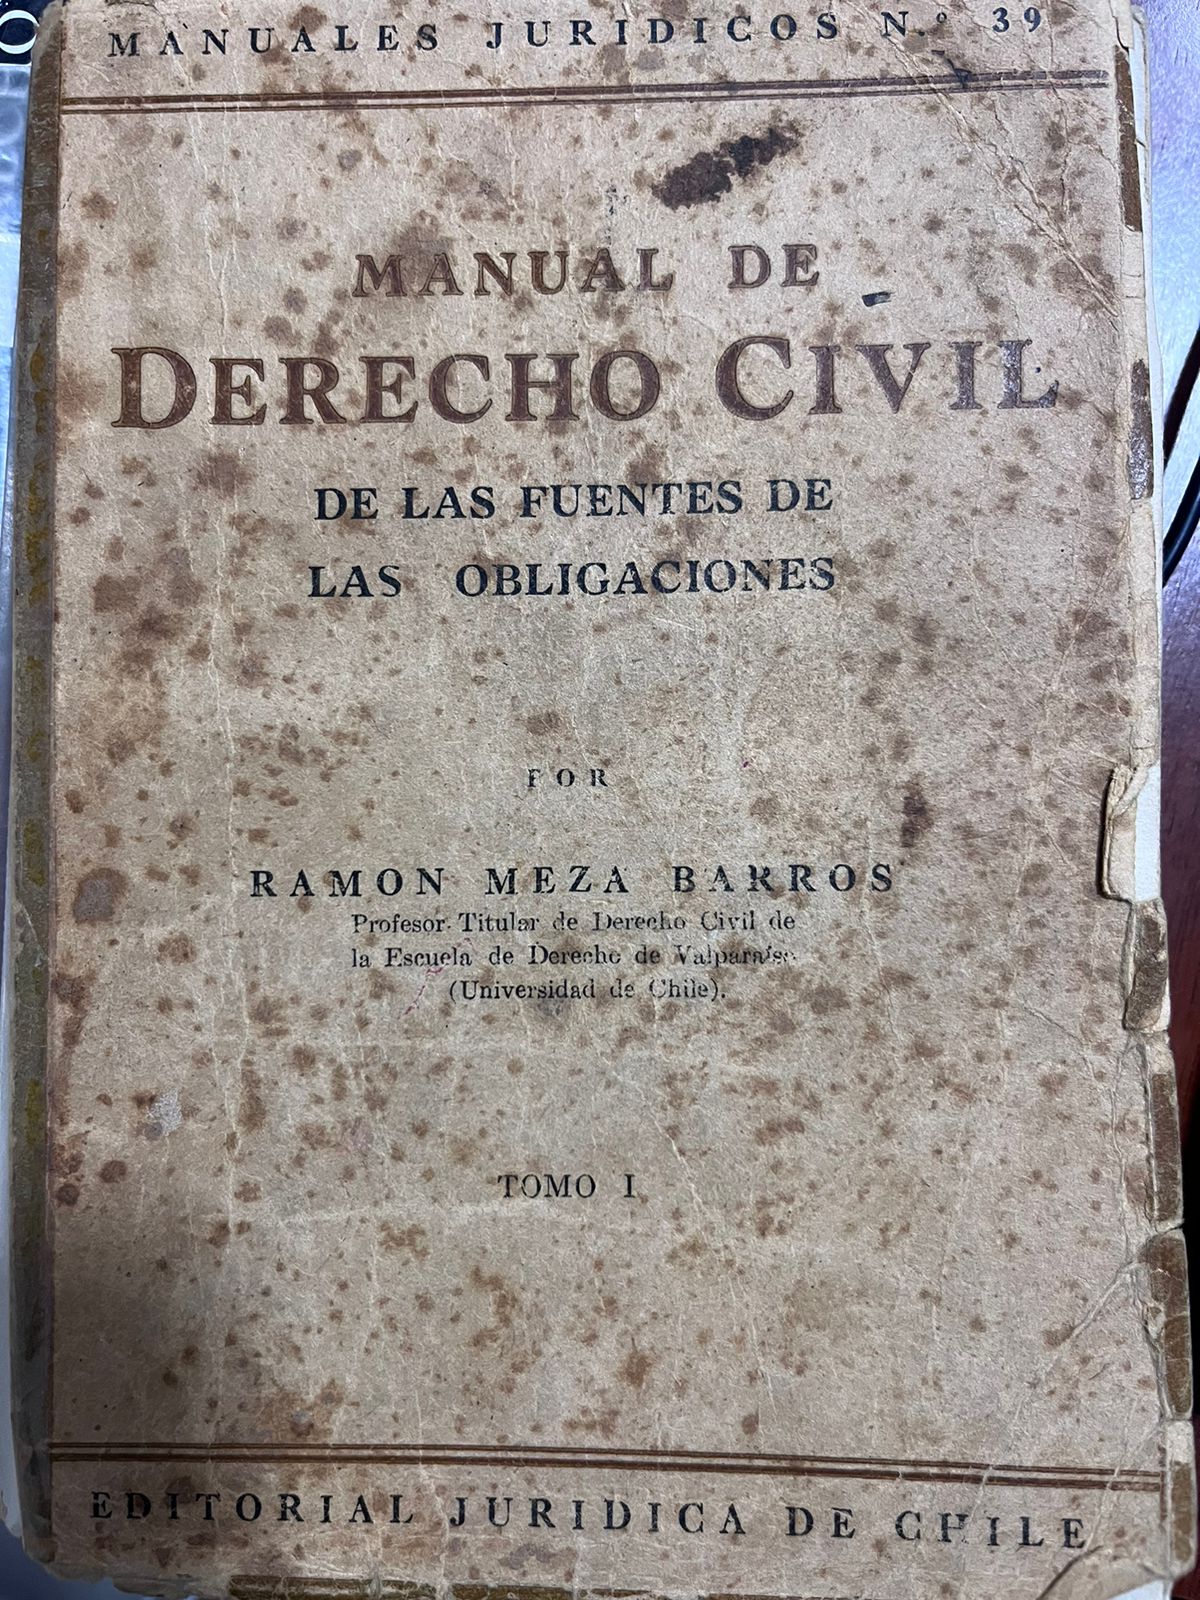 MANUALES JURIDICOS N.º 39
MANUAL DE
DERECHO CIVIL
DE LAS FUENTES DE
LAS OBLIGACIONES
POR
RAMON MEZA BARROS
Profesor Titular de Derecho Civil de
la Escuela de Derecho de Valparaíso
(Universidad de Chile).
TOMO I
EDITORIAL JURIDICA DE CHILE